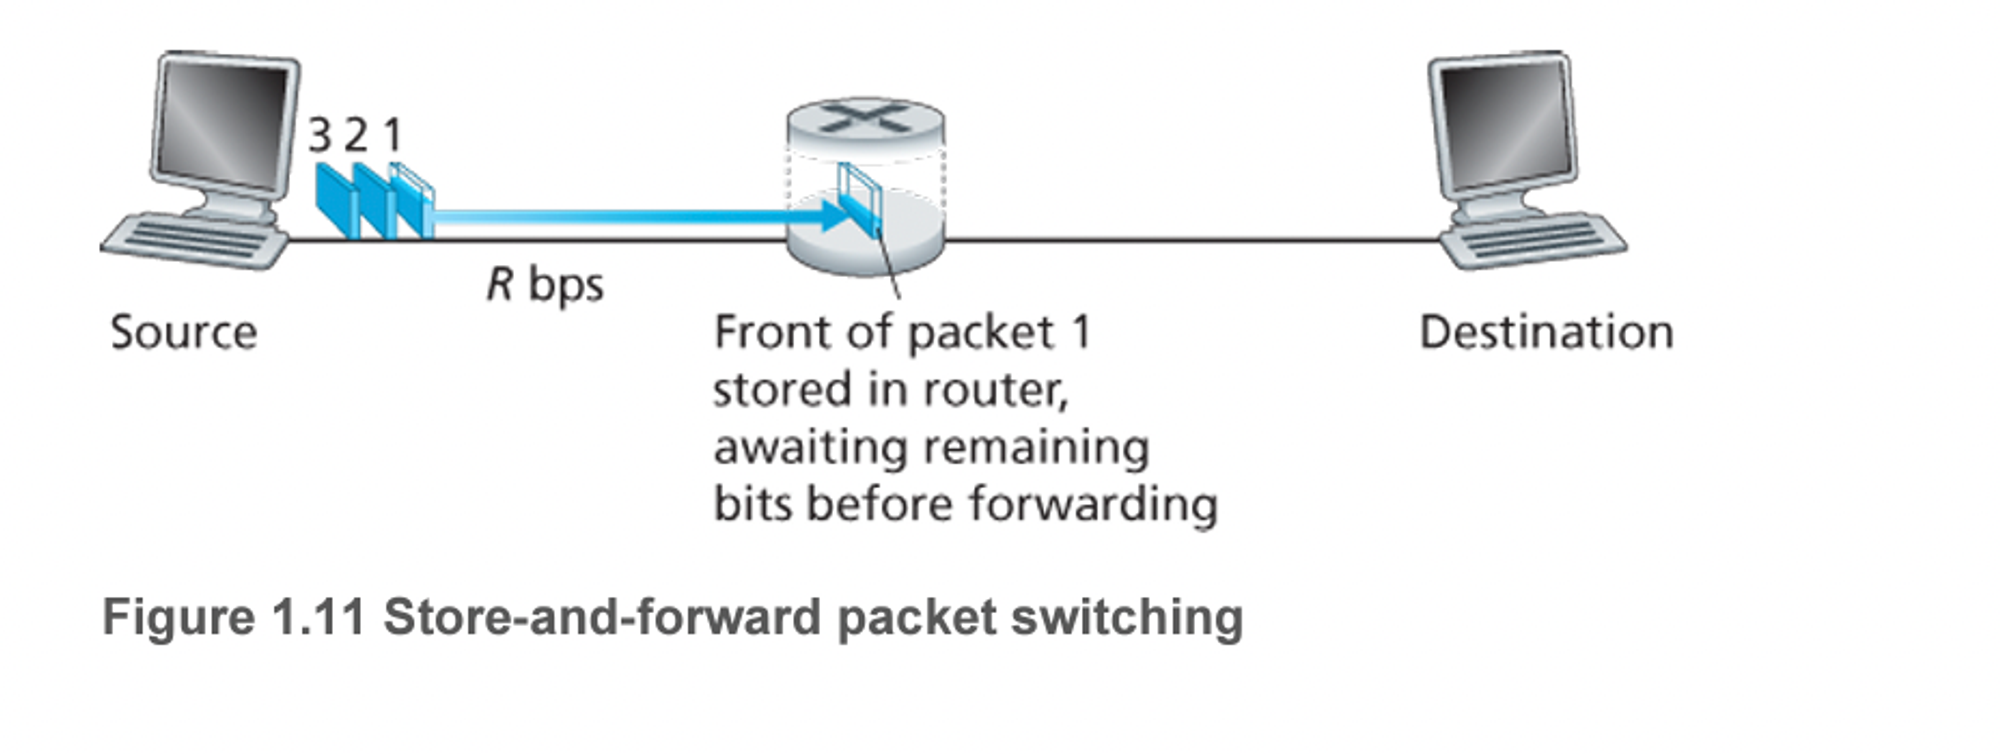 3 2 1
R bps
Source
Front of packet 1
stored in router,
awaiting remaining
bits before forwarding
Destination
Figure 1.11 Store-and-forward packet switching